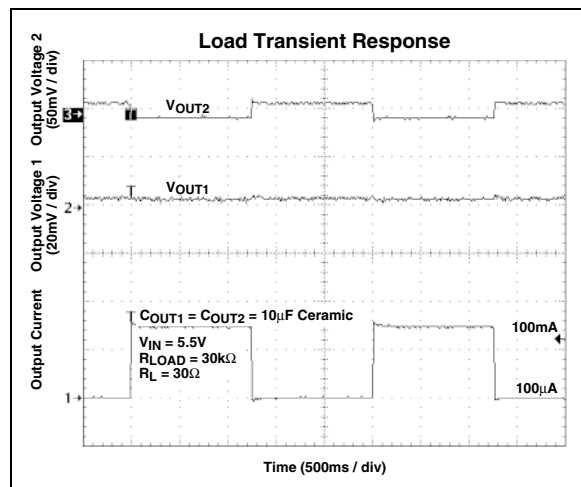 Load Transient Response
Output Voltage 2
(50mV / div)
Output Voltage 1
(20mV / div)
Output Current
3→
T
VOUT2
2→
VOUT1
COUT1 = COUT2 = 10µF Ceramic
VIN = 5.5V
RLOAD = 30kΩ
RL = 30Ω
100mA
1→
100µA
Time (500ms / div)